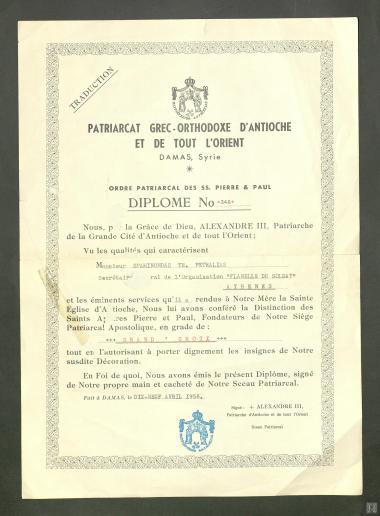 TRADUCTION
PATRIARCAT GREC-ORTHODOXE D'ANTIOCHE
ET DE TOUT L'ORIENT
DAMAS, Syrie
*
ORDRE PATRIARCAL DES SS. PIERRE & PAUL
DIPLOME No =346=
Nous, p la Grâce de Dieu, ALEXANDRE III, Patriarche
de la Grande Cité d'Antioche et de tout l'Orient;
Vu les qualités qui caractérisent
Monsieur EPAMINONDAS TH. PETRALIAS
Secrétair ral de l'Organisation "FLANELLE DU SOLDAT"
ATHENES
et les éminents services qu'il a rendus à Notre Mère la Sainte
Eglise d'A tioche, Nous lui avons conféré la Distinction des
Saints A res Pierre et Paul, Fondateurs de Notre Siège
Patriarcal Apostolique, en grade de :
*** GRAND ' CROIX ***
tout en l'autorisant à porter dignement les insignes de Notre
susdite Décoration.
En Foi de quoi, Nous avons émis le présent Diplôme, signé
de Notre propre main et cacheté de Notre Sceau Patriarcal.
Fait à DAMAS, le DIX-NEUF AVRIL 1958.
Signé: + ALEXANDRE III,
Patriarche d'Antioche et de tout l'Orient
Sceau Patriarcal